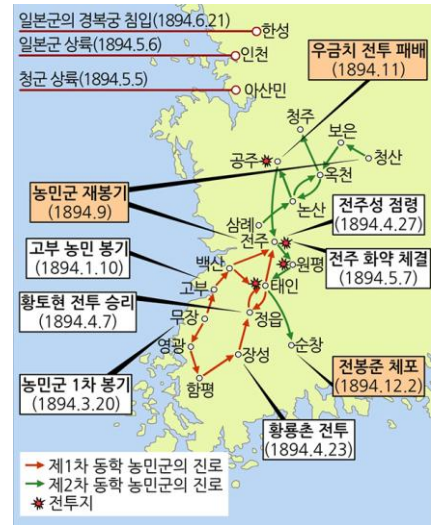 일본군의 경복궁 침입(1894.6.21)
한성
일본군 상륙(1894.5.6)
인천
청군 상륙(1894.5.5)
아산민
우금치 전투 패배
(1894.11)
청주
보은
공주
청산
옥천
농민군 재봉기
(1894.9)
논산
삼례
전주성 점령
(1894.4.27)
전주
고부 농민 봉기
(1894.1.10)
백산
원평
전주 화약 체결
(1894.5.7)
고부
태인
황토현 전투 승리
(1894.4.7)
정읍
무장
영광
순창
장성
농민군 1차 봉기
(1894.3.20)
함평
전봉준 체포
(1894.12.2)
황룡촌 전투
(1894.4.23)
제1차 동학 농민군의 진로
제2차 동학 농민군의 진로
전투지